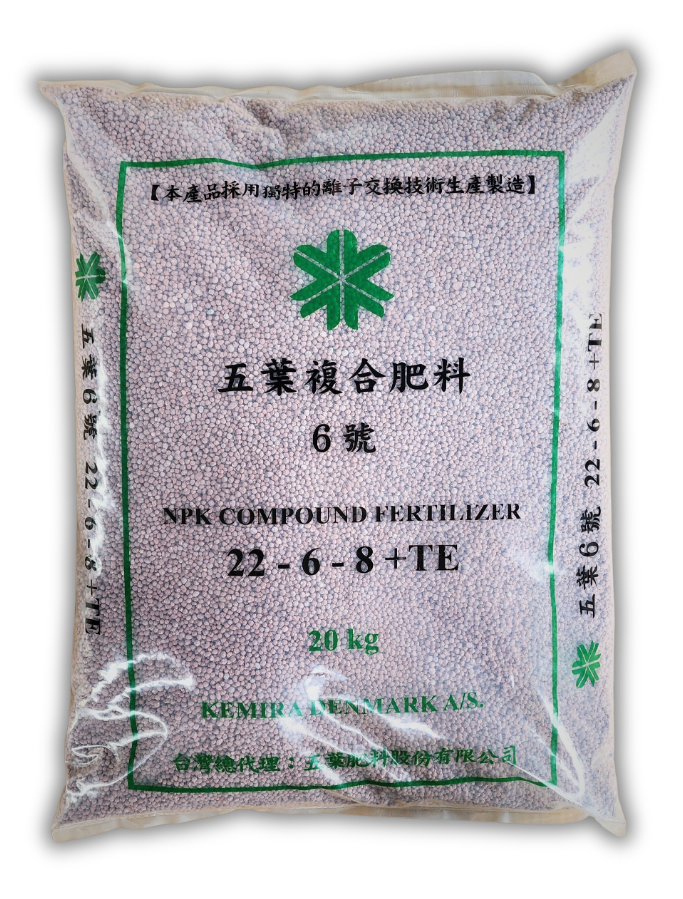 【本產品採用獨特的離子交換技術生產製造】
五葉複合肥料
6號
NPK COMPOUND FERTILIZER
22 - 6 - 8 +TE
20 kg
KEMIRA DENMARK A/S.
台灣總代理：五葉肥料股份有限公司
五葉6號 22-6-8+TE
五葉6號 22-6-8+TE